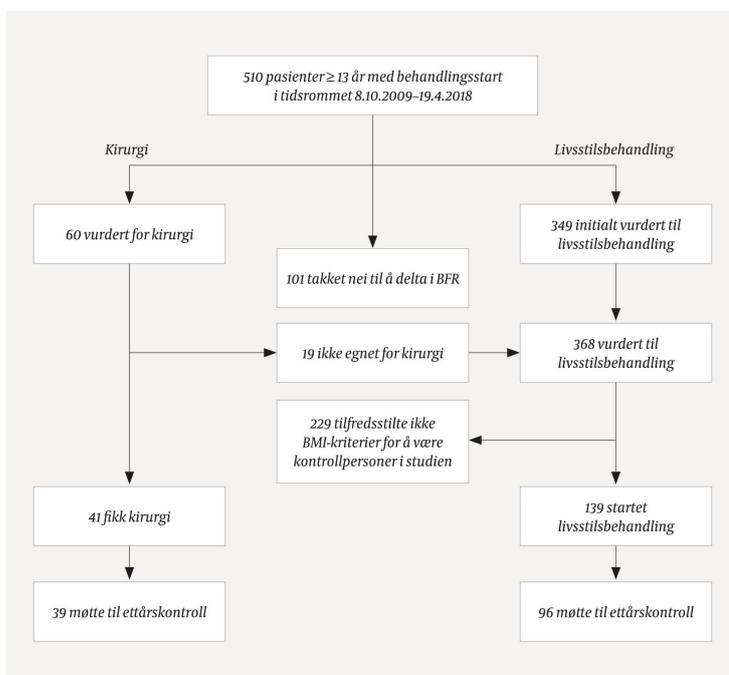 510 pasienter ≥ 13 år med behandlingsstart
i tidsrommet 8.10.2009–19.4.2018
Kirurgi
Livsstilsbehandling
60 vurdert for kirurgi
349 initialt vurdert til
livsstilsbehandling
101 takket nei til å delta i BFR
19 ikke egnet for kirurgi
368 vurdert til
livsstilsbehandling
229 tilfredsstilte ikke
BMI-kriterier for å være
kontrollpersoner i studien
41 fikk kirurgi
139 startet
livsstilsbehandling
39 møtte til ettårskontroll
96 møtte til ettårskontroll